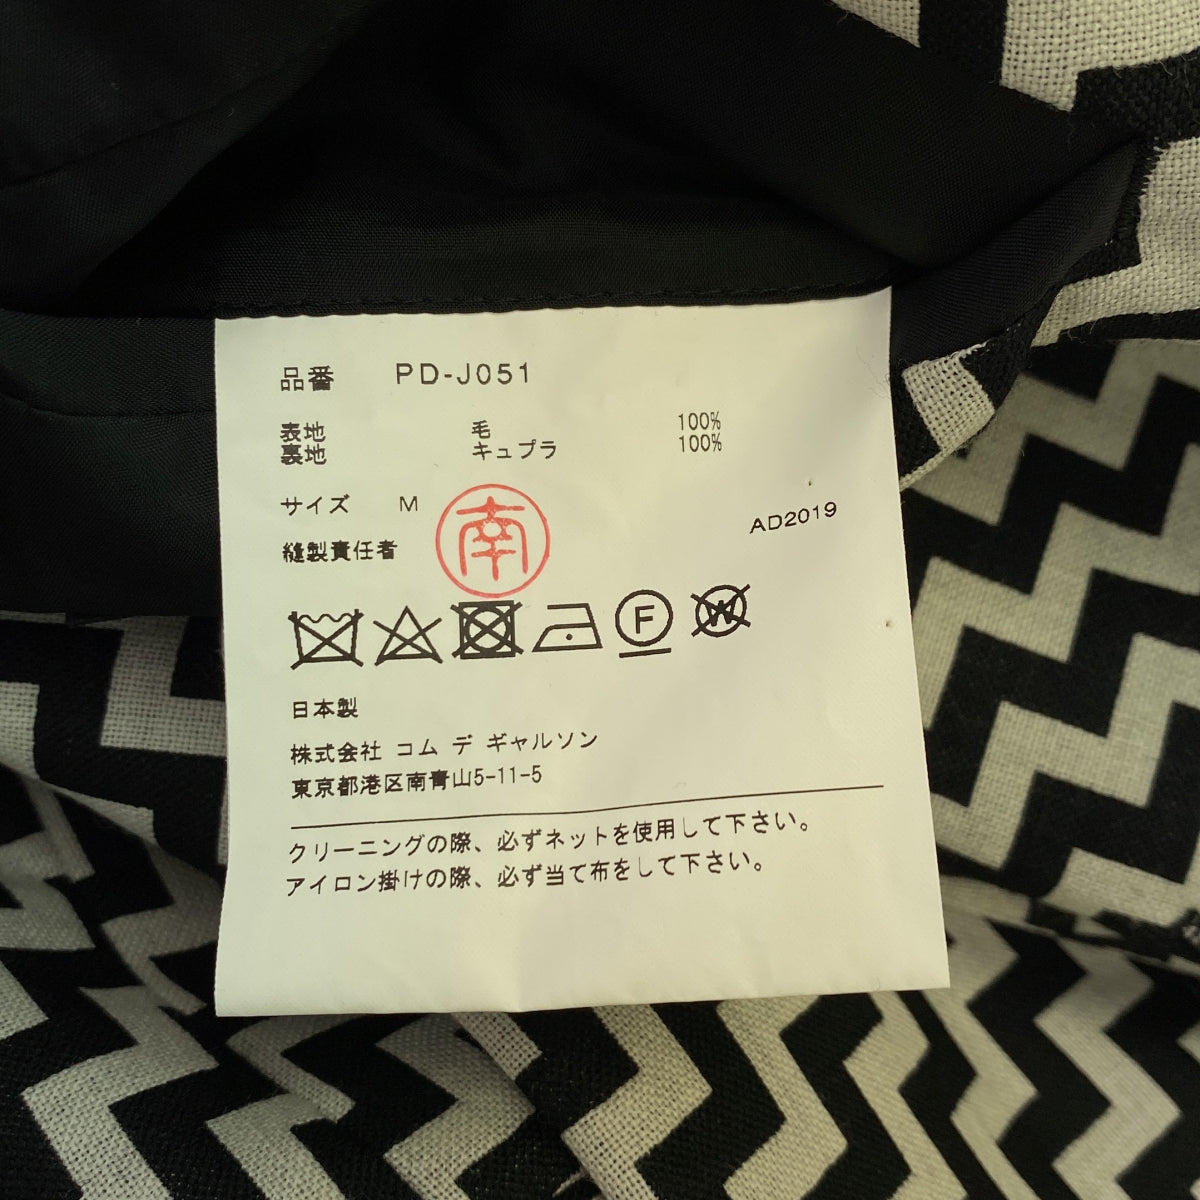 品番 PD-J051
表地 毛 100%
裏地 キュプラ 100%
サイズ M
南
AD2019
縫製責任者
F
W
日本製
株式会社 コム デ ギャルソン
東京都港区南青山5-11-5
クリーニングの際、必ずネットを使用して下さい。
アイロン掛けの際、必ず当て布をして下さい。